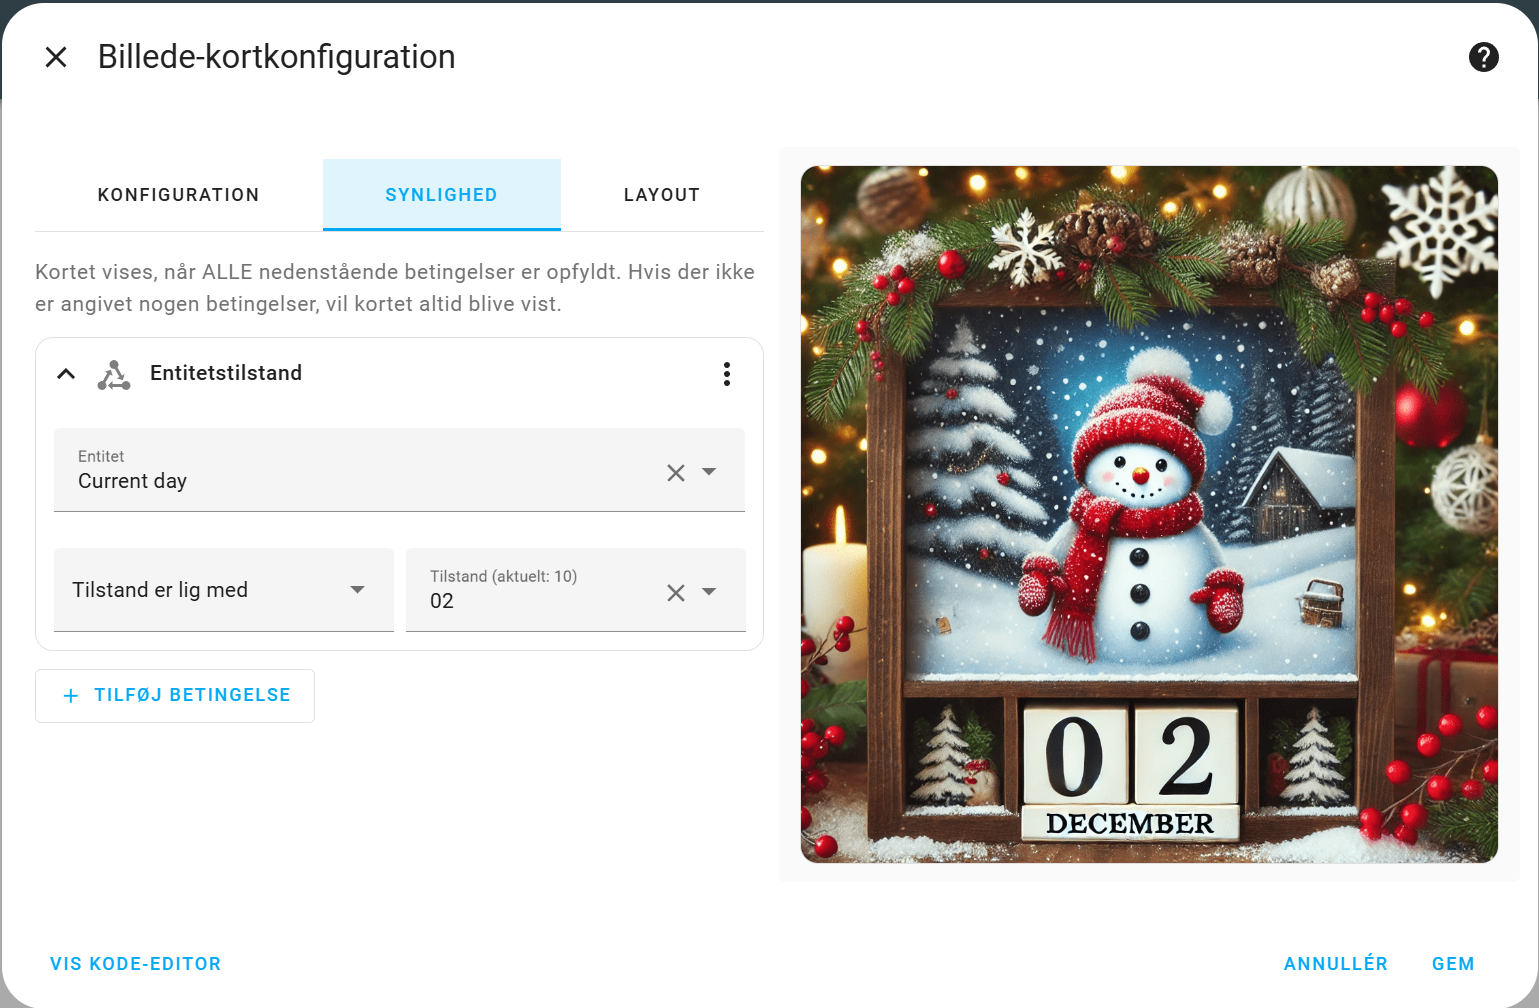 Billede-kortkonfiguration
KONFIGURATION
SYNLIGHED
LAYOUT
Kortet vises, når ALLE nedenstående betingelser er opfyldt. Hvis der ikke
er angivet nogen betingelser, vil kortet altid blive vist.
Entitetstilstand
Entitet
Current day
Tilstand er lig med
Tilstand (aktuelt: 10)
02
+ TILFØJ BETINGELSE
02
DECEMBER
VIS KODE-EDITOR
ANNULLÉR
GEM